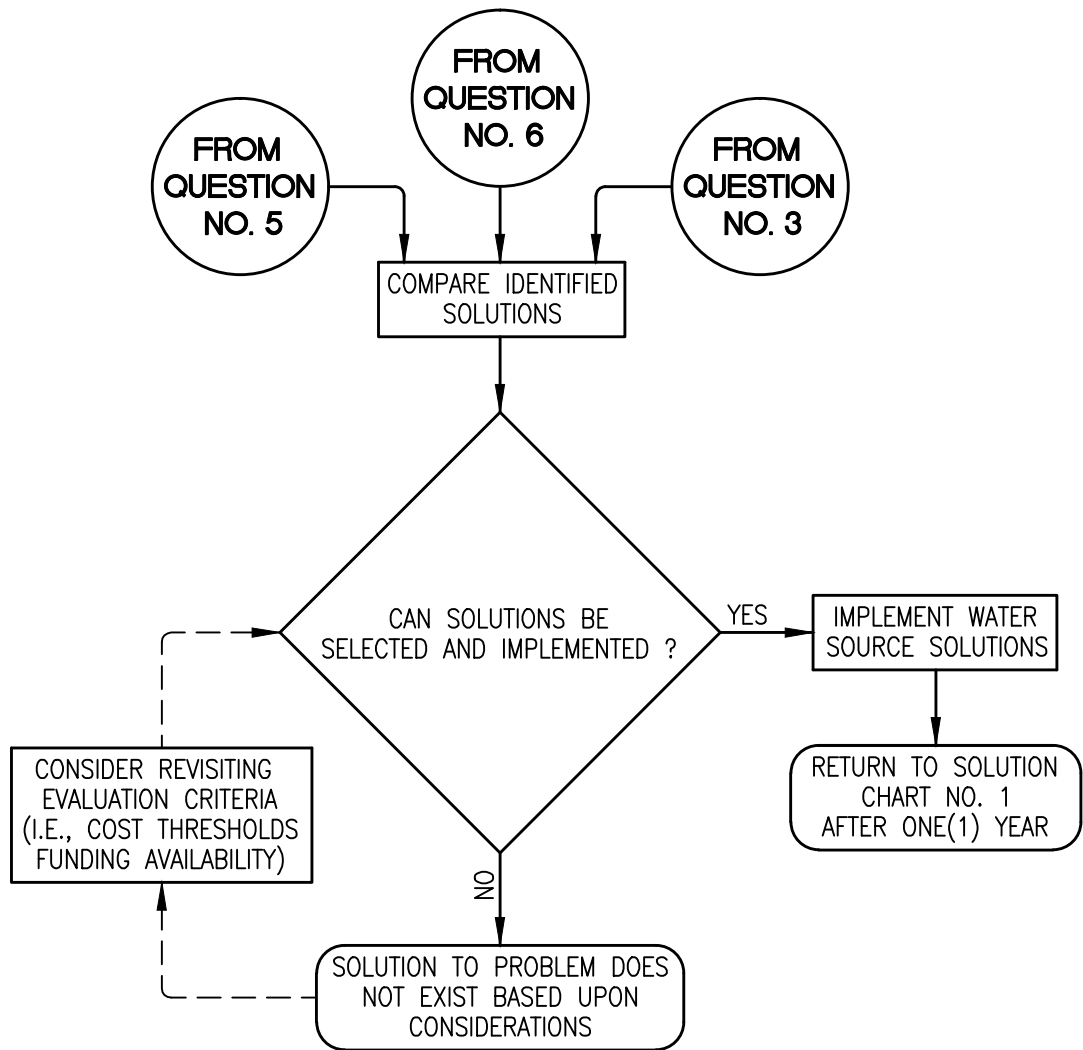 FROM
QUESTION
NO. 6
FROM
QUESTION
NO. 5
FROM
QUESTION
NO. 3
COMPARE IDENTIFIED
SOLUTIONS
CAN SOLUTIONS BE
SELECTED AND IMPLEMENTED ?
YES
IMPLEMENT WATER
SOURCE SOLUTIONS
RETURN TO SOLUTION
CHART NO. 1
AFTER ONE(1) YEAR
CONSIDER REVISITING
EVALUATION CRITERIA
(I.E., COST THRESHOLDS
FUNDING AVAILABILITY)
NO
SOLUTION TO PROBLEM DOES
NOT EXIST BASED UPON
CONSIDERATIONS